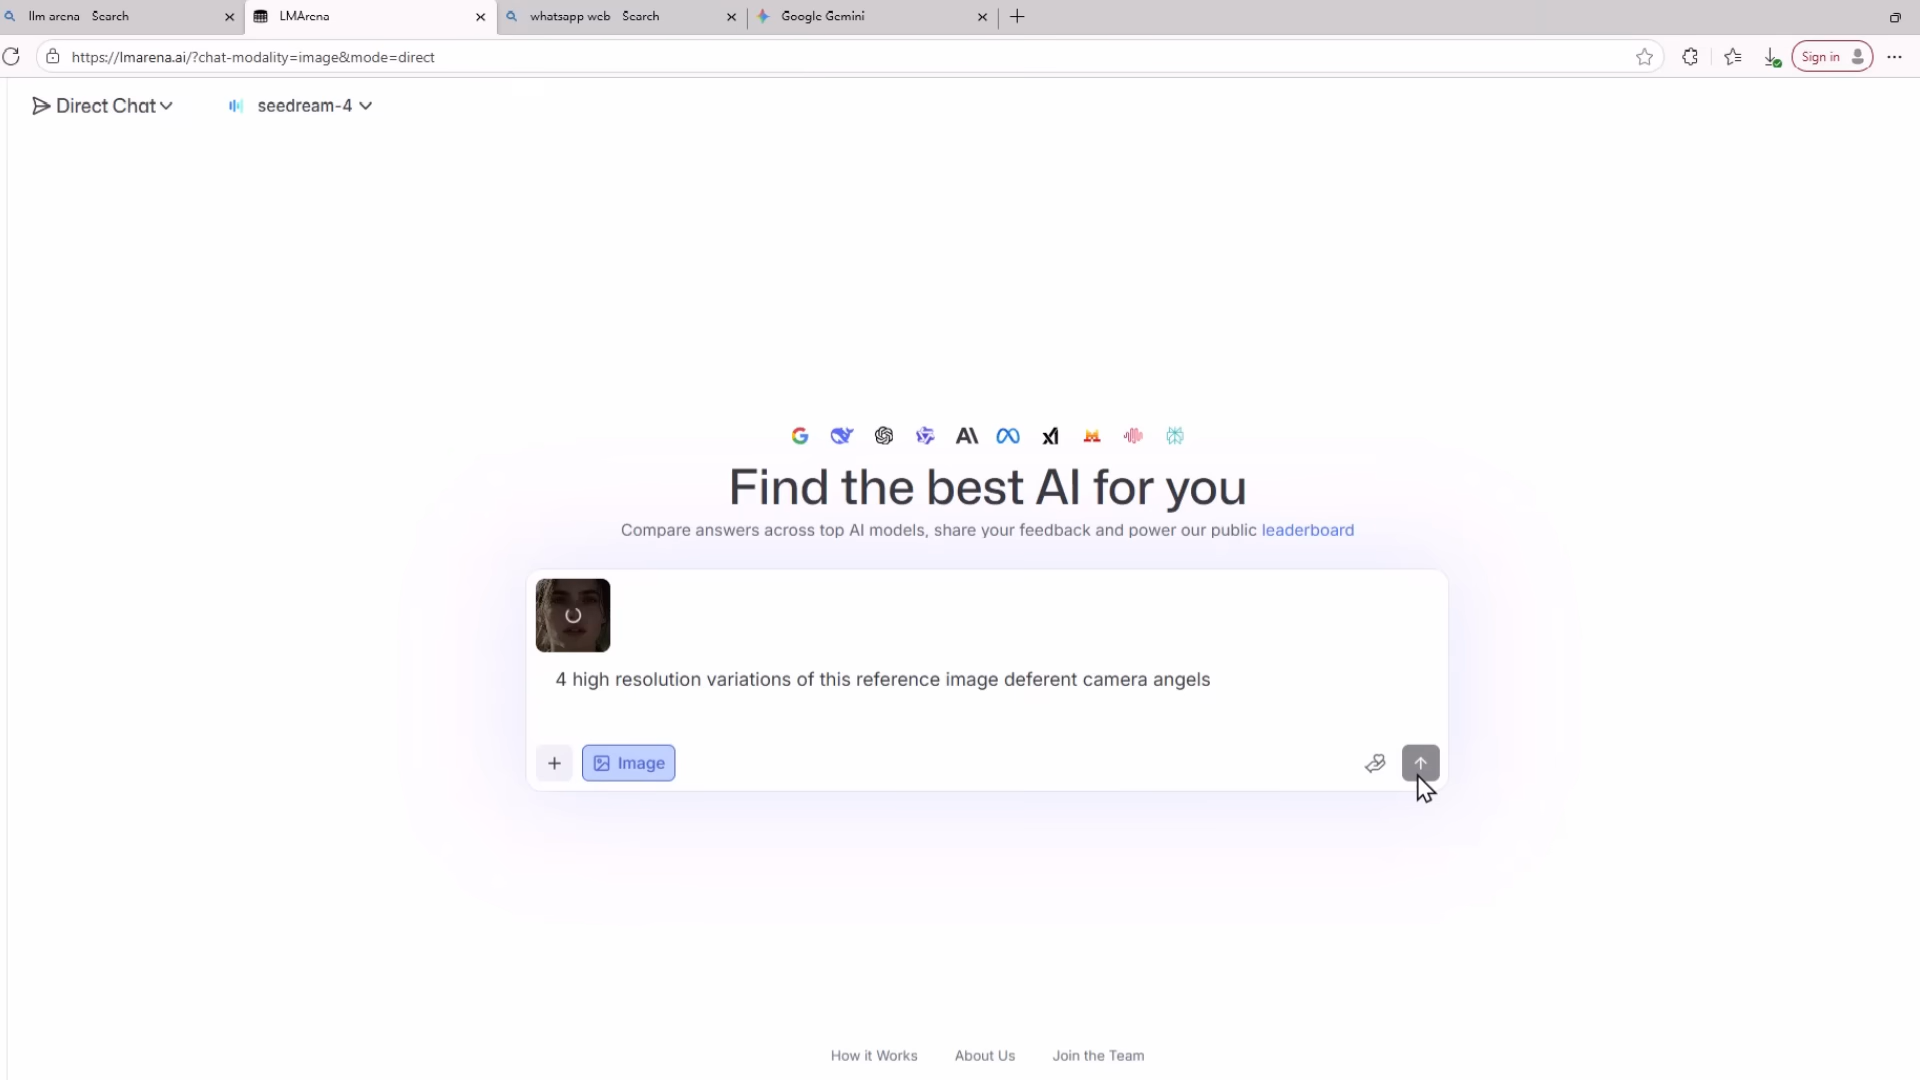 llm arena Search
LMArena
whatsapp web Search
Google Gemini
https://lmarena.ai/?chat-modality=image&mode=direct
Sign in
Direct Chat
seedream-4
Find the best AI for you
Compare answers across top AI models, share your feedback and power our public leaderboard
4 high resolution variations of this reference image deferent camera angels
Image
How it Works
About Us
Join the Team